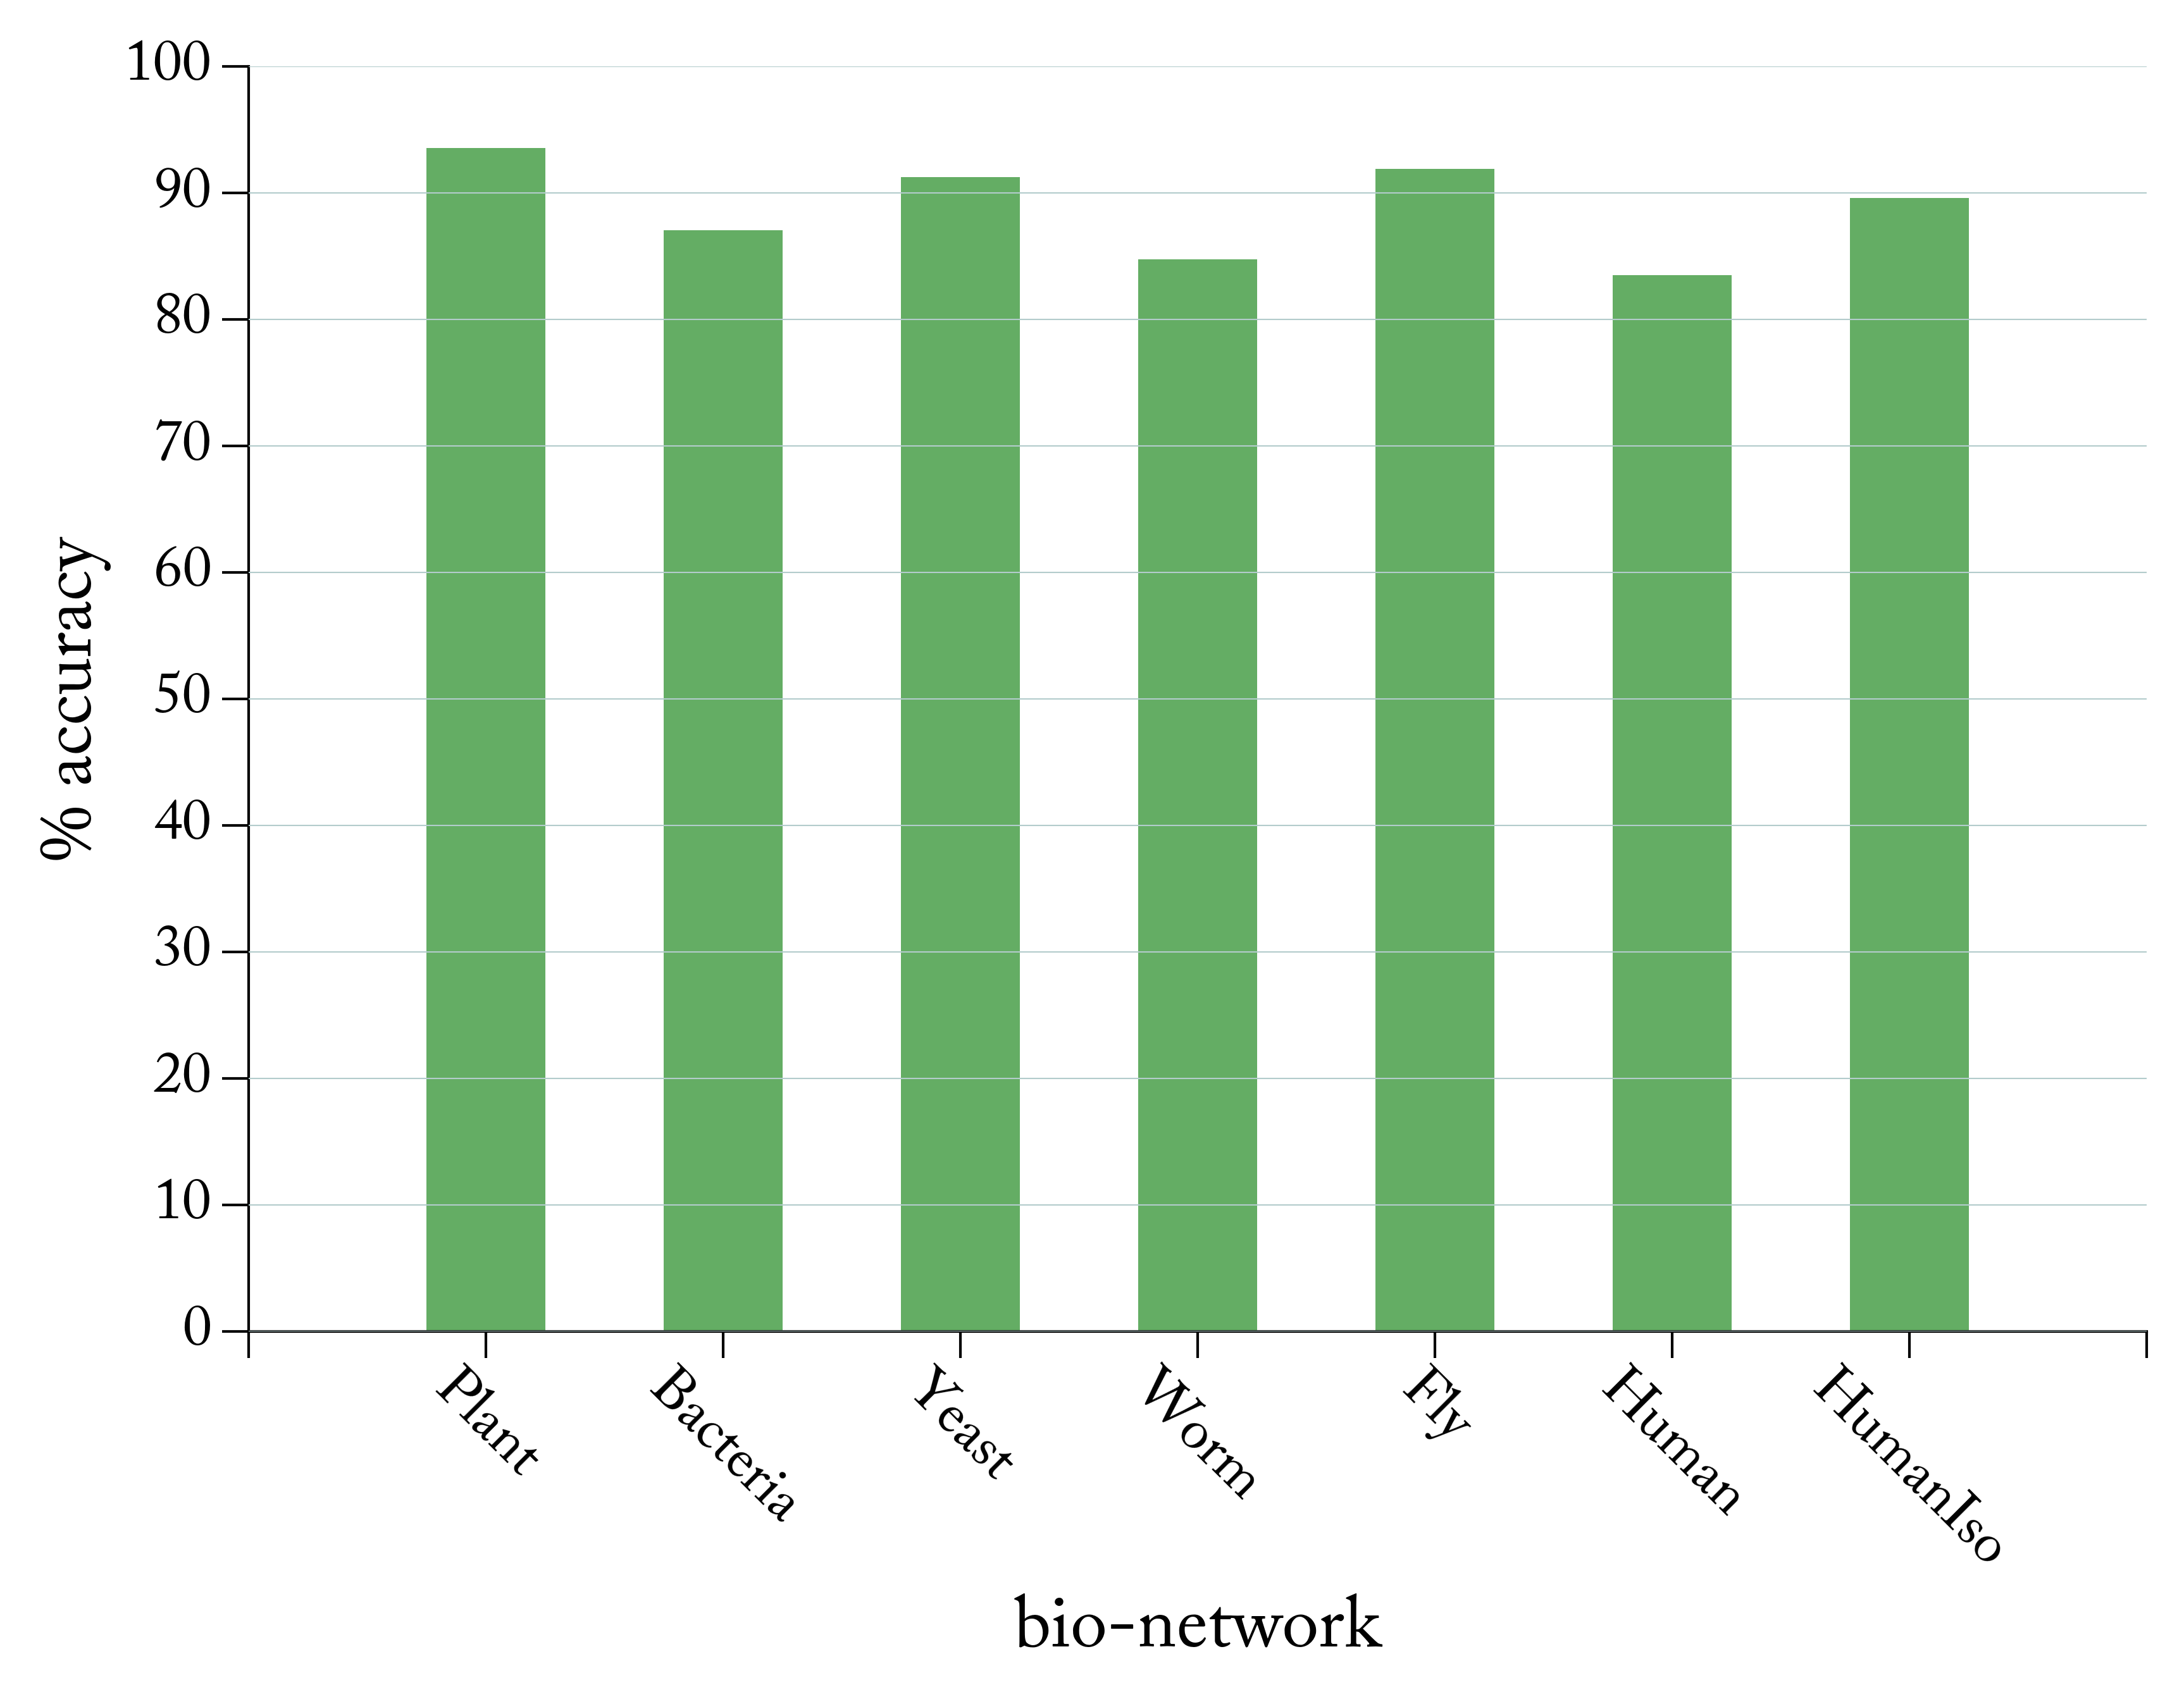 100
90
80
70
60
50
40
30
20
10
0
% accuracy
Plant
Bacteria
Yeast
Worm
Fly
Human
HumanIso
bio-network